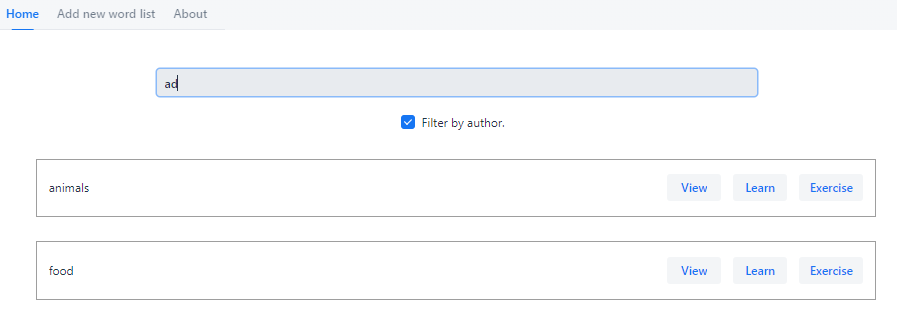 Home Add new word list About
ad
Filter by author.
animals View Learn Exercise
food View Learn Exercise